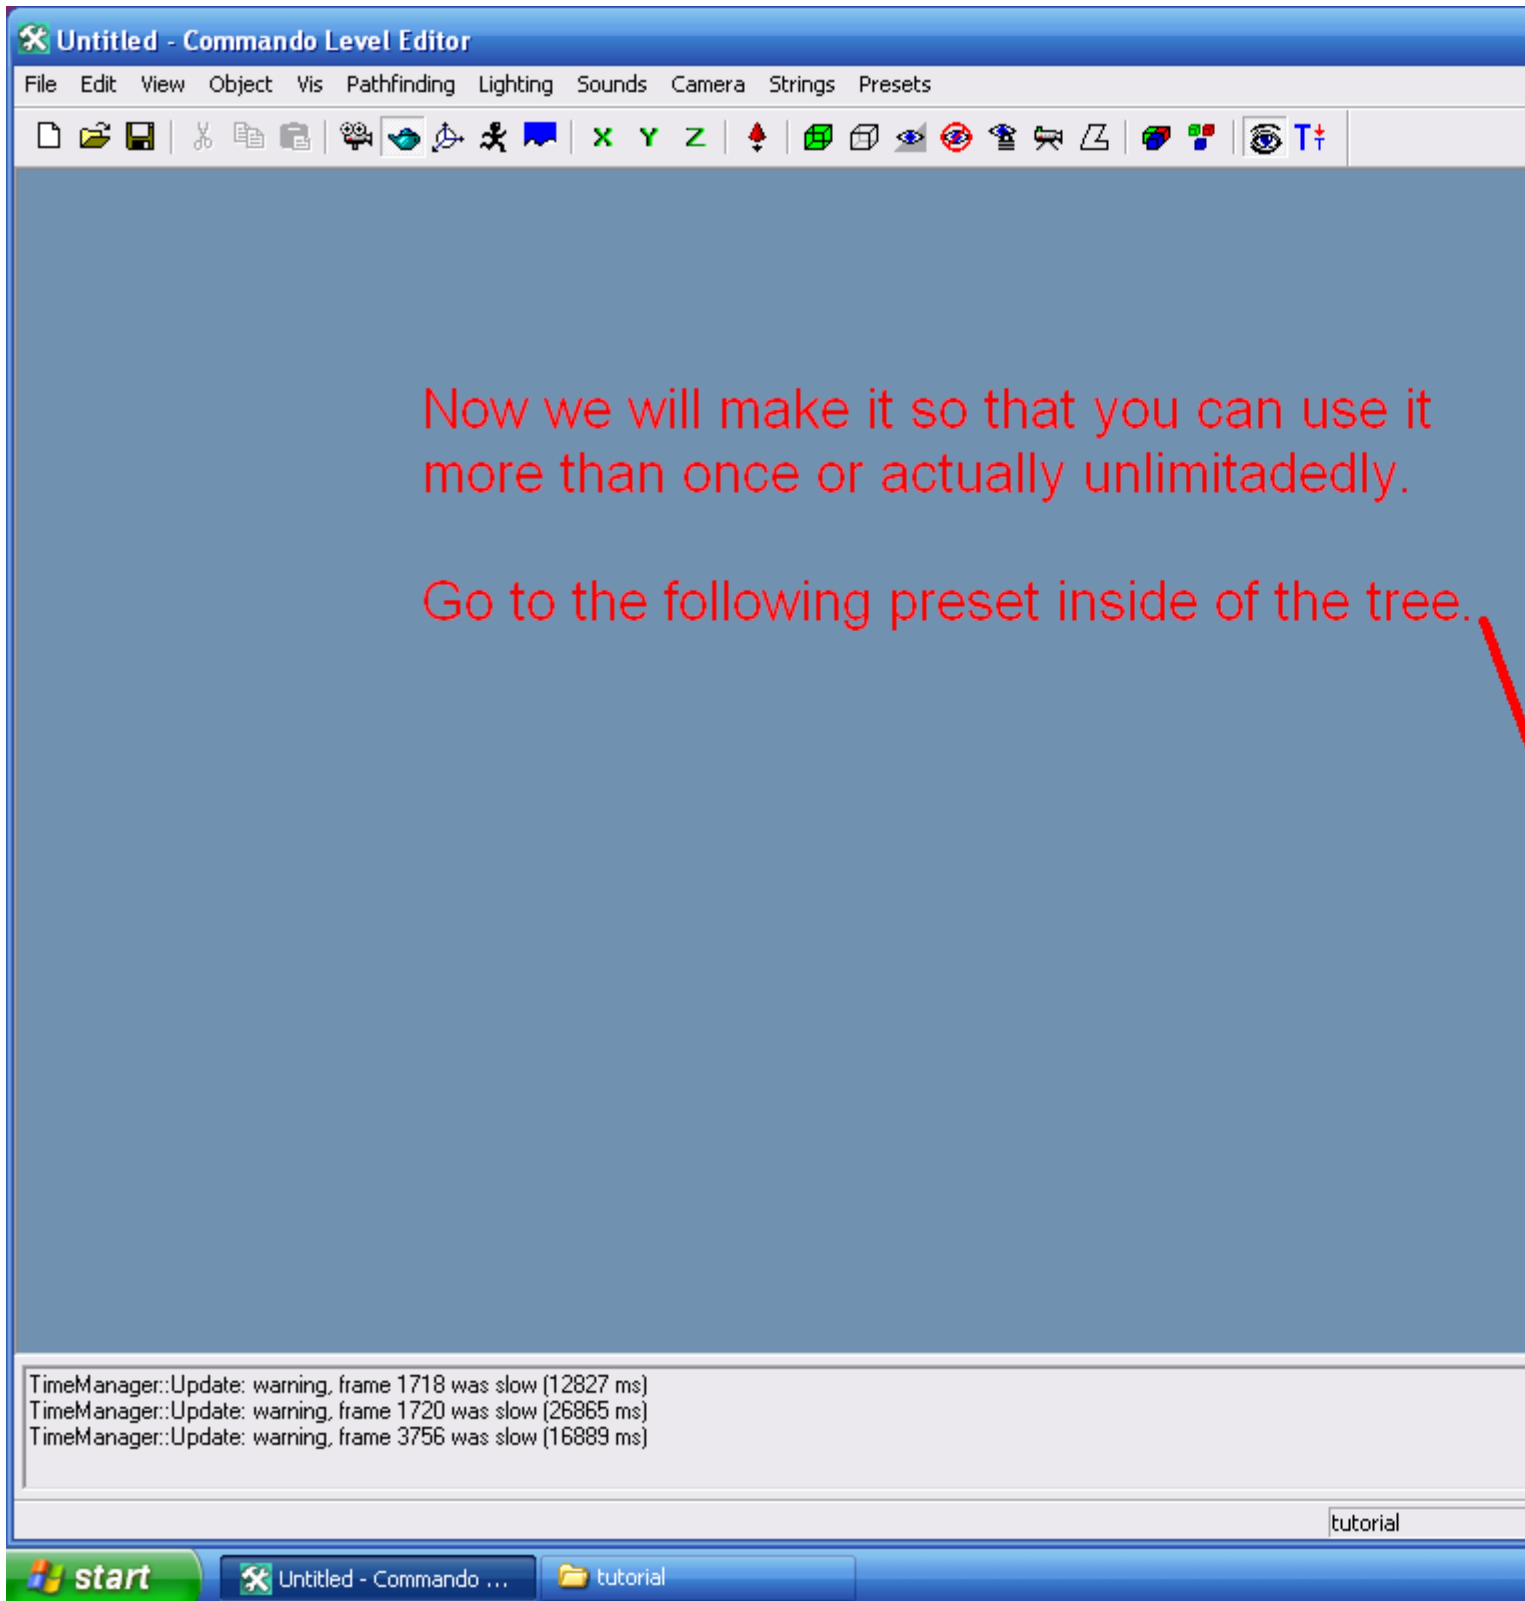 Untitled - Commando Level Editor
File Edit View Object Vis Pathfinding Lighting Sounds Camera Strings Presets
X Y Z T
Now we will make it so that you can use it
more than once or actually unlimitadedly.
Go to the following preset inside of the tree.
TimeManager::Update: warning, frame 1718 was slow (12827 ms)
TimeManager::Update: warning, frame 1720 was slow (26865 ms)
TimeManager::Update: warning, frame 3756 was slow (16889 ms)
tutorial
start Untitled - Commando ... tutorial